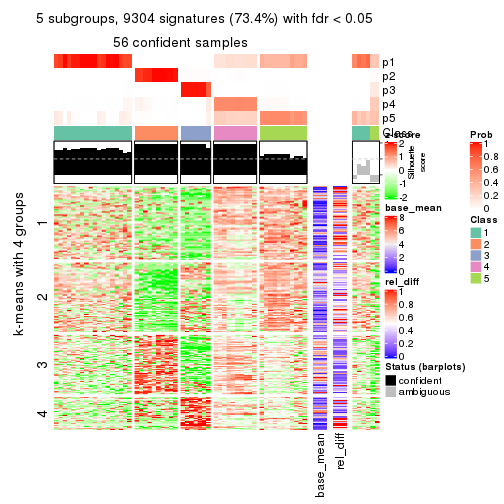 5 subgroups, 9304 signatures (73.4%) with fdr < 0.05
56 confident samples
p1
p2
p3
p4
p5
Class
Silhouette
score
k-means with 4 groups
1
2
3
4
base_mean
rel_diff
z-score
2
1
0
-1
-2
base_mean
8
6
4
2
0
rel_diff
1
0.8
0.6
0.4
0.2
0
Status (barplots)
confident
ambiguous
Prob
1
0.8
0.6
0.4
0.2
0
Class
1
2
3
4
5